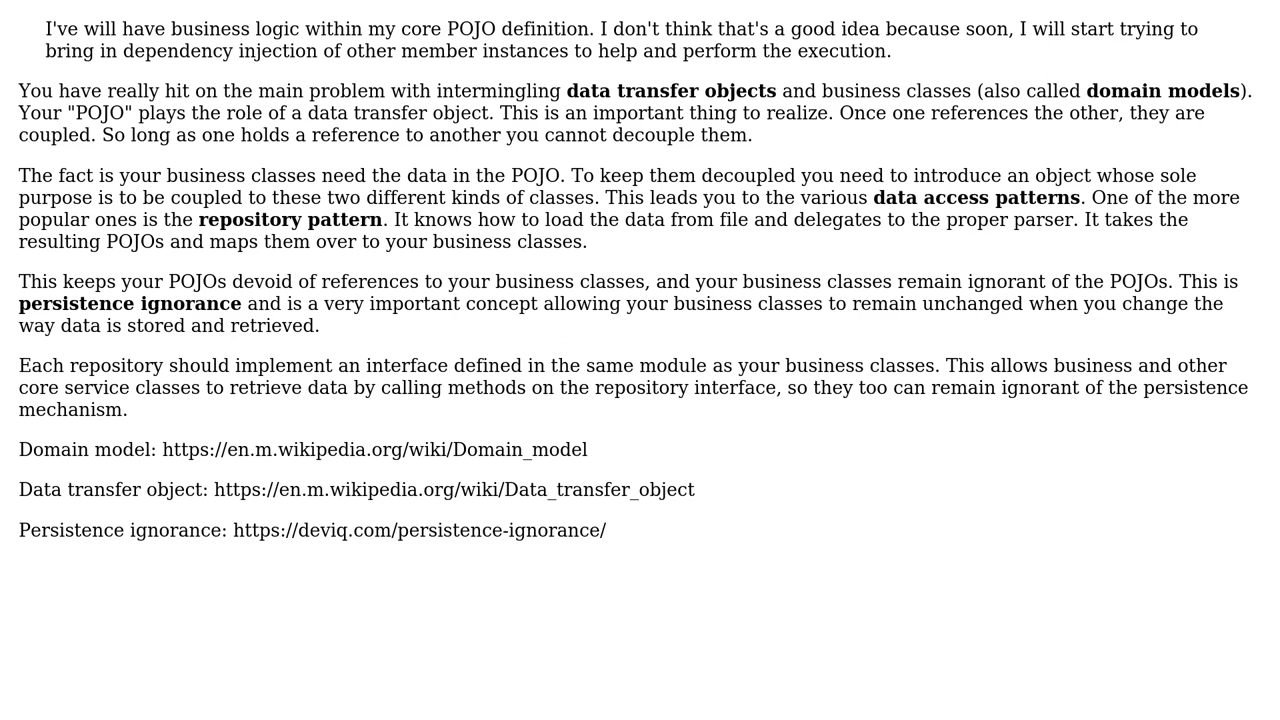 I've will have business logic within my core POJO definition. I don't think that's a good idea because soon, I will start trying to
bring in dependency injection of other member instances to help and perform the execution.
You have really hit on the main problem with intermingling data transfer objects and business classes (also called domain models).
Your "POJO" plays the role of a data transfer object. This is an important thing to realize. Once one references the other, they are
coupled. So long as one holds a reference to another you cannot decouple them.
The fact is your business classes need the data in the POJO. To keep them decoupled you need to introduce an object whose sole
purpose is to be coupled to these two different kinds of classes. This leads you to the various data access patterns. One of the more
popular ones is the repository pattern. It knows how to load the data from file and delegates to the proper parser. It takes the
resulting POJOs and maps them over to your business classes.
This keeps your POJOs devoid of references to your business classes, and your business classes remain ignorant of the POJOs. This is
persistence ignorance and is a very important concept allowing your business classes to remain unchanged when you change the
way data is stored and retrieved.
Each repository should implement an interface defined in the same module as your business classes. This allows business and other
core service classes to retrieve data by calling methods on the repository interface, so they too can remain ignorant of the persistence
mechanism.
Domain model: https://en.m.wikipedia.org/wiki/Domain_model
Data transfer object: https://en.m.wikipedia.org/wiki/Data_transfer_object
Persistence ignorance: https://deviq.com/persistence-ignorance/